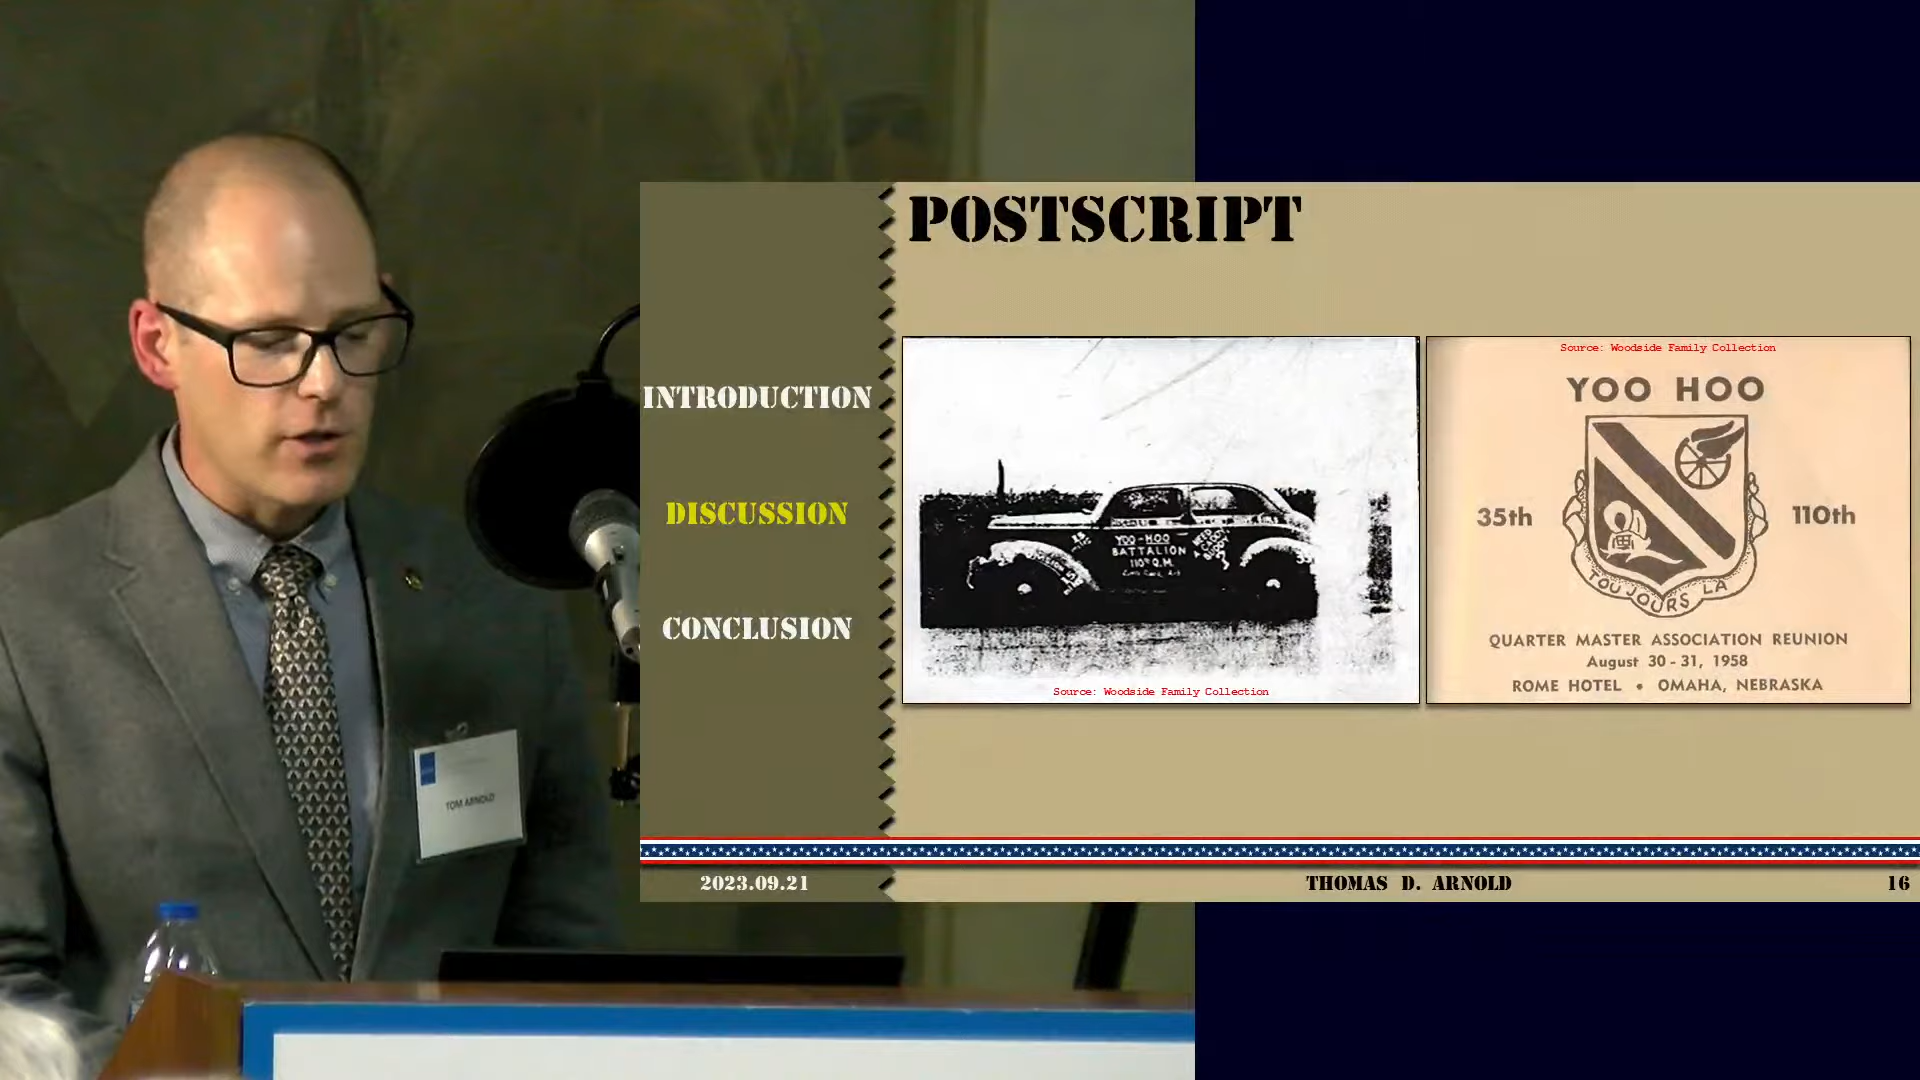 POSTSCRIPT
INTRODUCTION
DISCUSSION
CONCLUSION
YOO-HOO
BATTALION
110TH Q.M.
Source: Woodside Family Collection
Source: Woodside Family Collection
YOO HOO
35th
110th
TOUJOURS LA
QUARTER MASTER ASSOCIATION REUNION
August 30 - 31, 1958
ROME HOTEL • OMAHA, NEBRASKA
TOM ARNOLD
2023.09.21
THOMAS D. ARNOLD
16